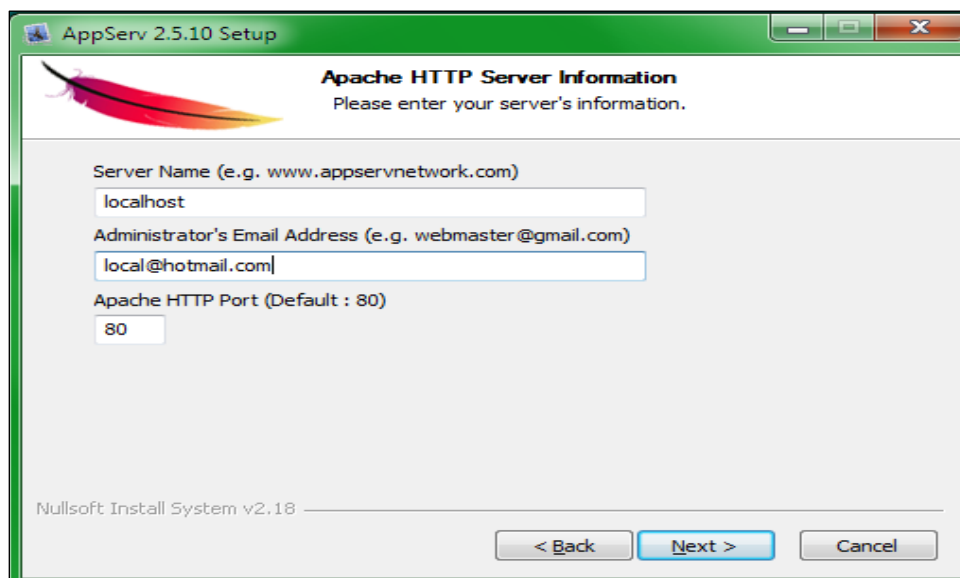 AppServ 2.5.10 Setup
Apache HTTP Server Information
Please enter your server's information.
Server Name (e.g. www.appservnetwork.com)
localhost
Administrator's Email Address (e.g. webmaster@gmail.com)
local@hotmail.com
Apache HTTP Port (Default : 80)
80
Nullsoft Install System v2.18
< Back Next > Cancel